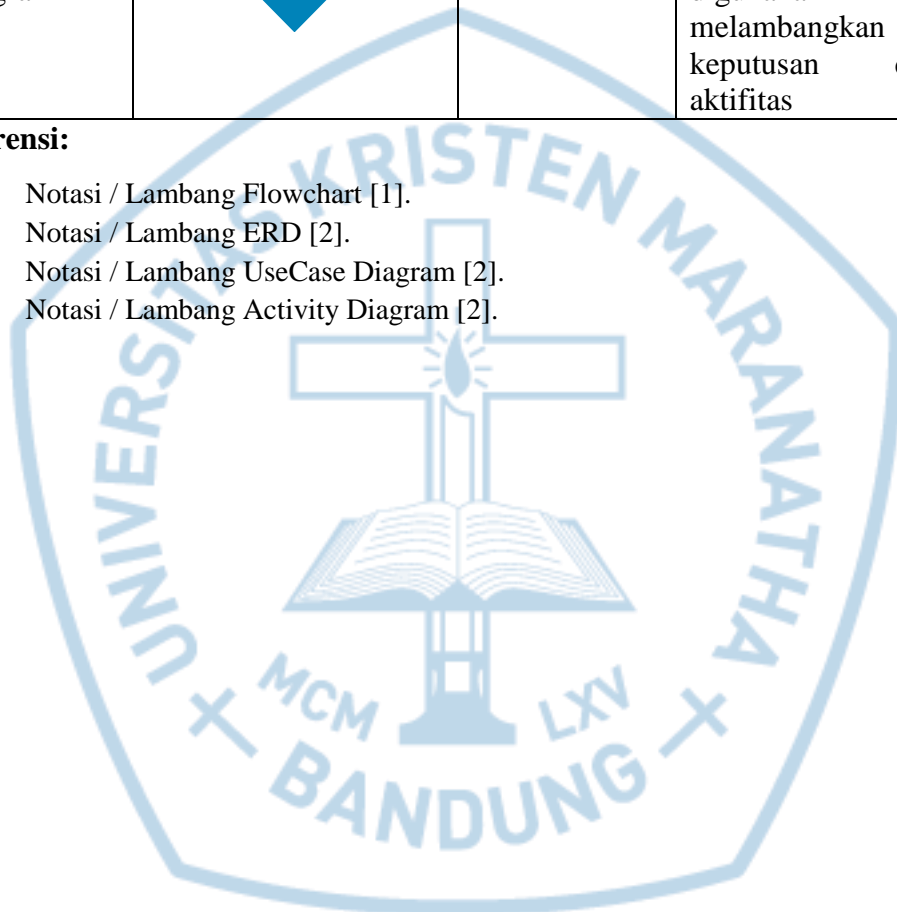 melambangkan
keputusan
aktifitas
rensi:
Notasi / Lambang Flowchart [1].
Notasi / Lambang ERD [2].
Notasi / Lambang UseCase Diagram [2].
Notasi / Lambang Activity Diagram [2].
UNIVERSITAS KRISTEN MARANATHA
MCM LXV
BANDUNG